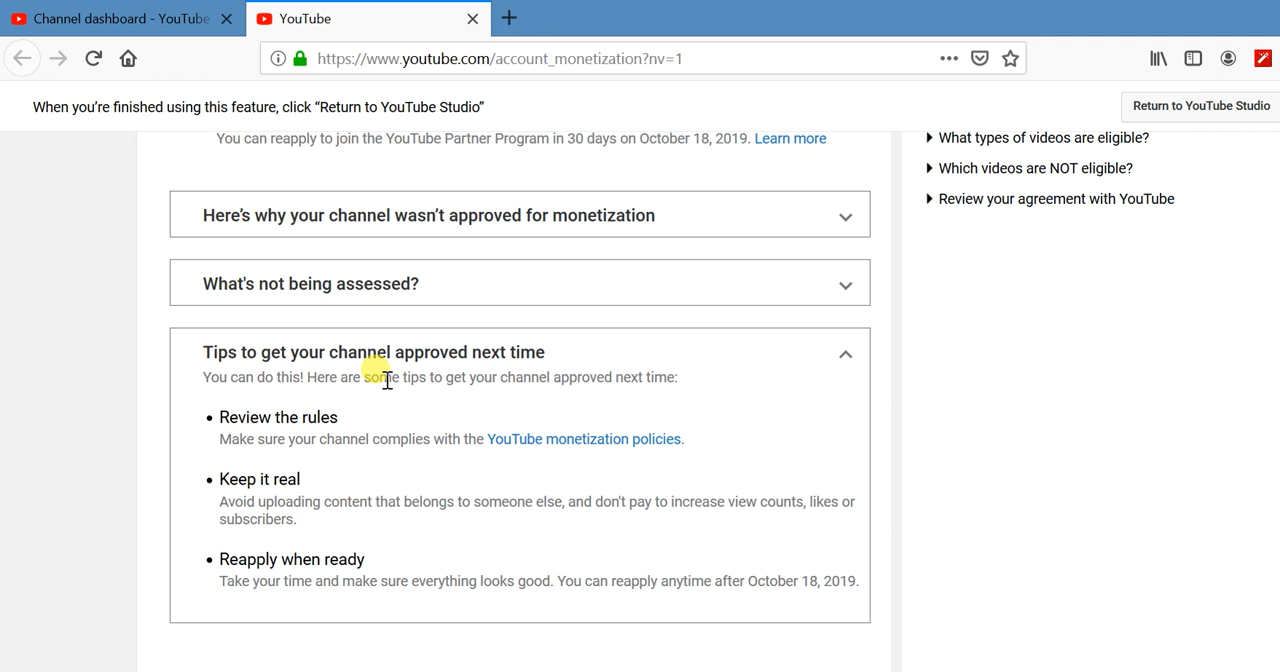 Channel dashboard - YouTube
YouTube
https://www.youtube.com/account_monetization?nv=1
When you're finished using this feature, click “Return to YouTube Studio”
Return to YouTube Studio
You can reapply to join the YouTube Partner Program in 30 days on October 18, 2019. Learn more
Here's why your channel wasn't approved for monetization
What's not being assessed?
Tips to get your channel approved next time
You can do this! Here are some tips to get your channel approved next time:
• Review the rules
Make sure your channel complies with the YouTube monetization policies.
• Keep it real
Avoid uploading content that belongs to someone else, and don't pay to increase view counts, likes or
subscribers.
• Reapply when ready
Take your time and make sure everything looks good. You can reapply anytime after October 18, 2019.
What types of videos are eligible?
Which videos are NOT eligible?
Review your agreement with YouTube